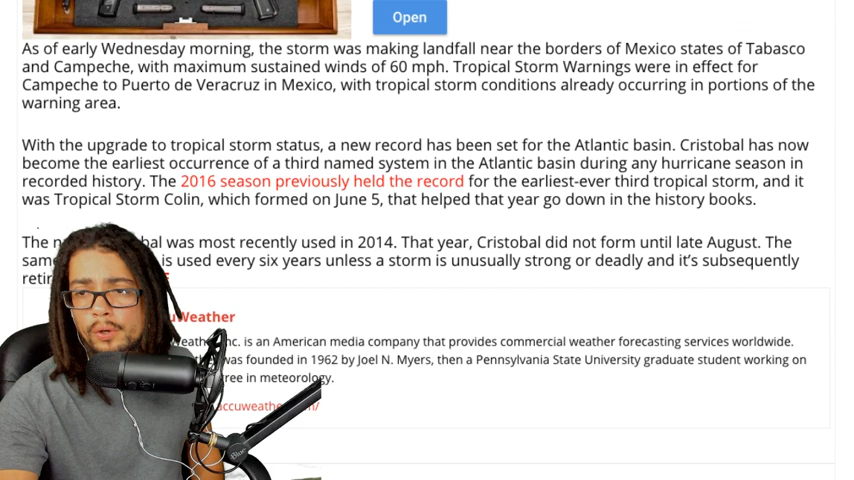 Open
As of early Wednesday morning, the storm was making landfall near the borders of Mexico states of Tabasco
and Campeche, with maximum sustained winds of 60 mph. Tropical Storm Warnings were in effect for
Campeche to Puerto de Veracruz in Mexico, with tropical storm conditions already occurring in portions of the
warning area.
With the upgrade to tropical storm status, a new record has been set for the Atlantic basin. Cristobal has now
become the earliest occurrence of a third named system in the Atlantic basin during any hurricane season in
recorded history. The 2016 season previously held the record for the earliest-ever third tropical storm, and it
was Tropical Storm Colin, which formed on June 5, that helped that year go down in the history books.
The bal was most recently used in 2014. That year, Cristobal did not form until late August. The
same is used every six years unless a storm is unusually strong or deadly and it’s subsequently
uWeather
nc. is an American media company that provides commercial weather forecasting services worldwide.
was founded in 1962 by Joel N. Myers, then a Pennsylvania State University graduate student working on
ree in meteorology.
accuweathe
Blue